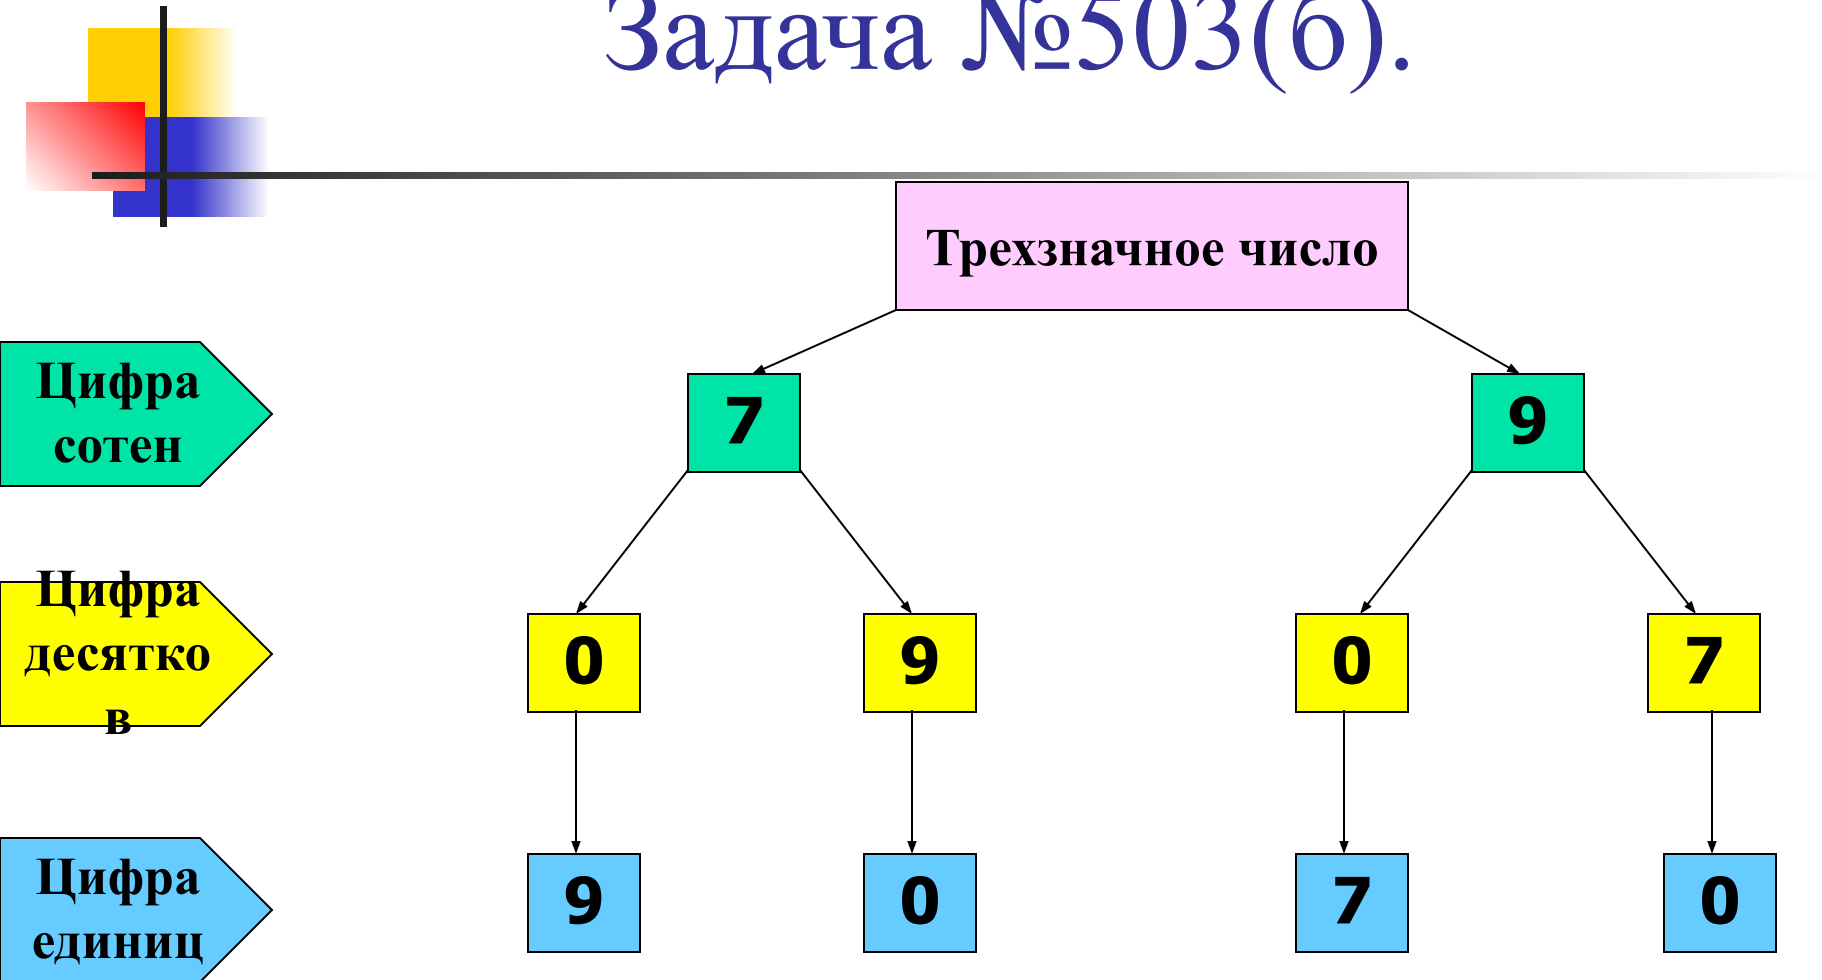 Задача №503(б).
Трехзначное число
Цифра
сотен
7
9
Цифра
десятко
в
0
9
0
7
Цифра
единиц
9
0
7
0